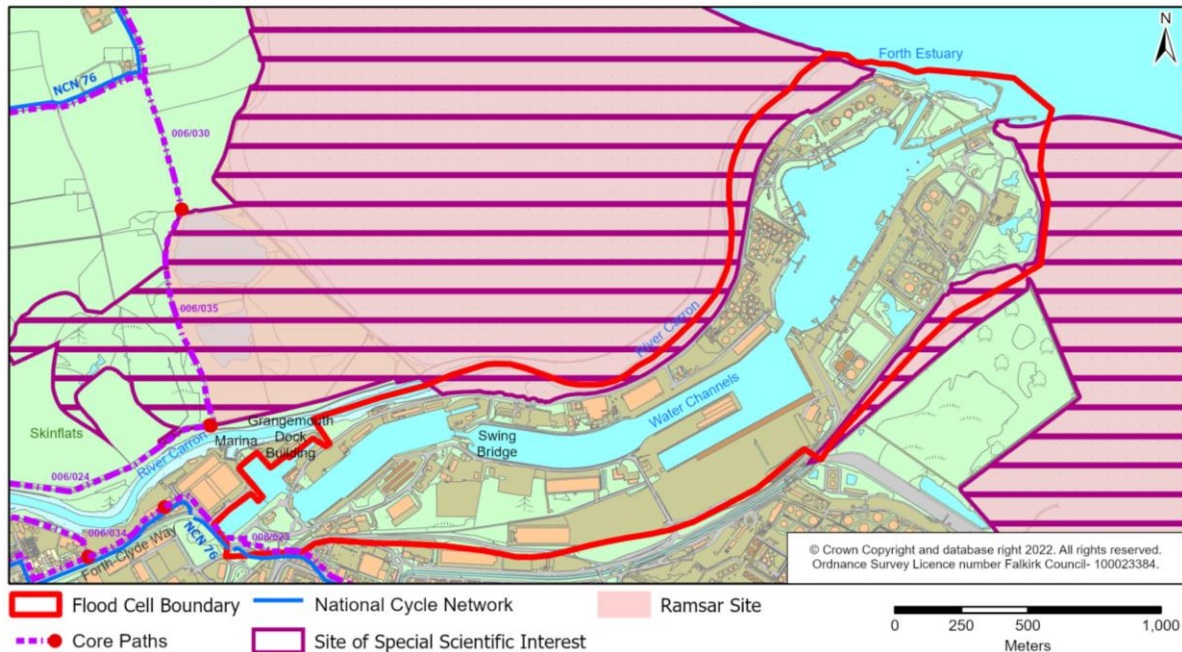 N
Forth Estuary
NCN 76
006/030
006/035
River Carron
Water Channels
Swing
Bridge
Grangemouth
Dock
Building
Marina
Skinflats
River Carron
006/024
006/034
NCN 76
Forth-Clyde Way
© Crown Copyright and database right 2022. All rights reserved.
Ordnance Survey Licence number Falkirk Council- 100023384.
Flood Cell Boundary
National Cycle Network
Ramsar Site
Core Paths
Site of Special Scientific Interest
0 250 500 1,000
Meters